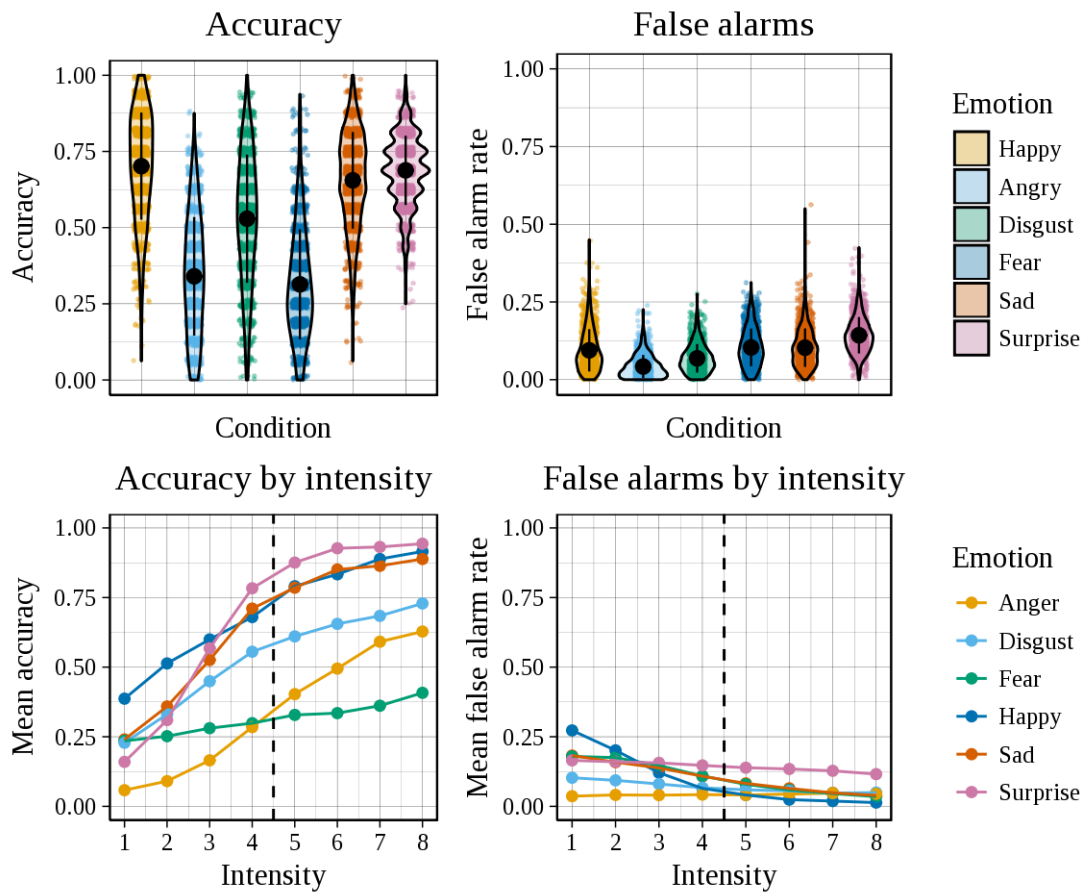 Accuracy
Accuracy
1.00
0.75
0.50
0.25
0.00
Condition
False alarms
False alarm rate
1.00
0.75
0.50
0.25
0.00
Condition
Emotion
Happy
Angry
Disgust
Fear
Sad
Surprise
Accuracy by intensity
Mean accuracy
1.00
0.75
0.50
0.25
0.00
1 2 3 4 5 6 7 8
Intensity
False alarms by intensity
Mean false alarm rate
1.00
0.75
0.50
0.25
0.00
1 2 3 4 5 6 7 8
Intensity
Emotion
Anger
Disgust
Fear
Happy
Sad
Surprise